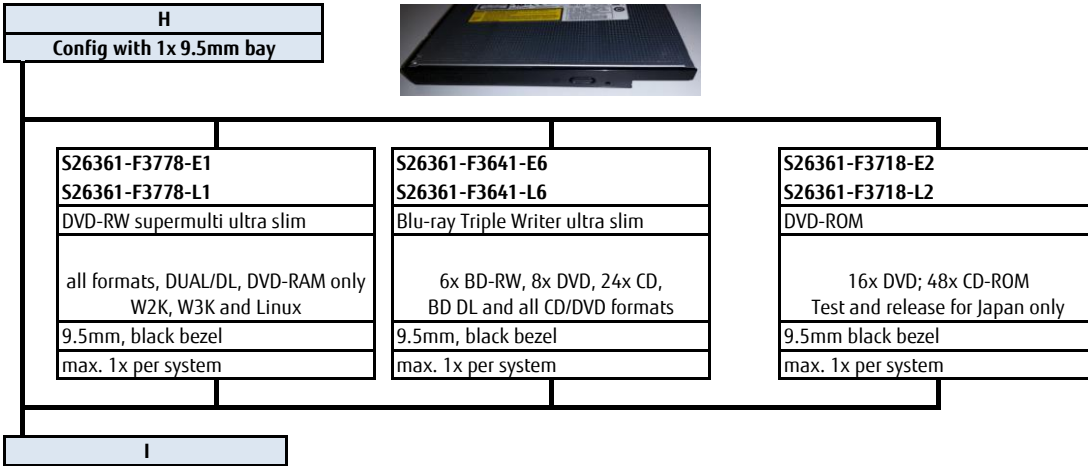 H
Config with 1x 9.5mm bay
S26361-F3778-E1
S26361-F3778-L1
DVD-RW supermulti ultra slim
all formats, DUAL/DL, DVD-RAM only
W2K, W3K and Linux
9.5mm, black bezel
max. 1x per system
S26361-F3641-E6
S26361-F3641-L6
Blu-ray Triple Writer ultra slim
6x BD-RW, 8x DVD, 24x CD,
BD DL and all CD/DVD formats
9.5mm, black bezel
max. 1x per system
S26361-F3718-E2
S26361-F3718-L2
DVD-ROM
16x DVD; 48x CD-ROM
Test and release for Japan only
9.5mm black bezel
max. 1x per system
I